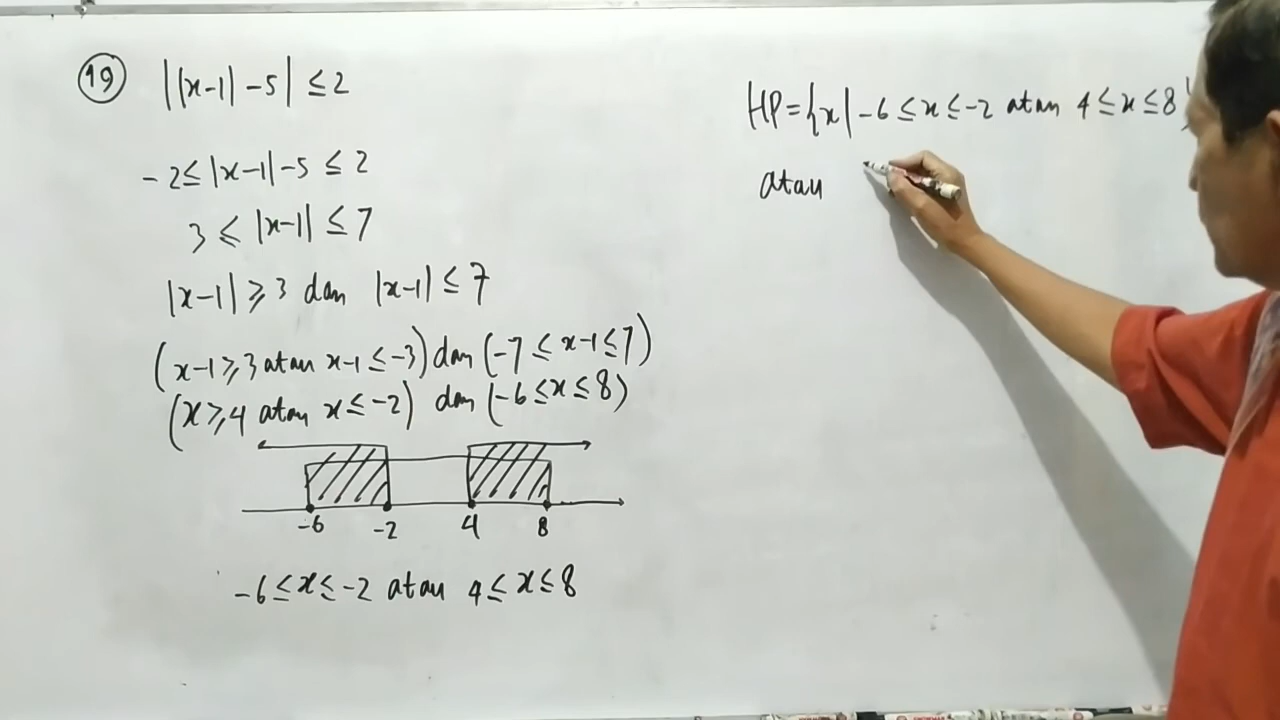 19 ||x-1|-5| ≤ 2
-2 ≤ |x-1|-5 ≤ 2
3 ≤ |x-1| ≤ 7
|x-1| ≥ 3 dan |x-1| ≤ 7
(x-1 ≥ 3 atau x-1 ≤ -3) dan (-7 ≤ x-1 ≤ 7)
(x ≥ 4 atau x ≤ -2) dan (-6 ≤ x ≤ 8)
-6 -2 4 8
-6 ≤ x ≤ -2 atau 4 ≤ x ≤ 8
HP = {x | -6 ≤ x ≤ -2 atau 4 ≤ x ≤ 8}
atau